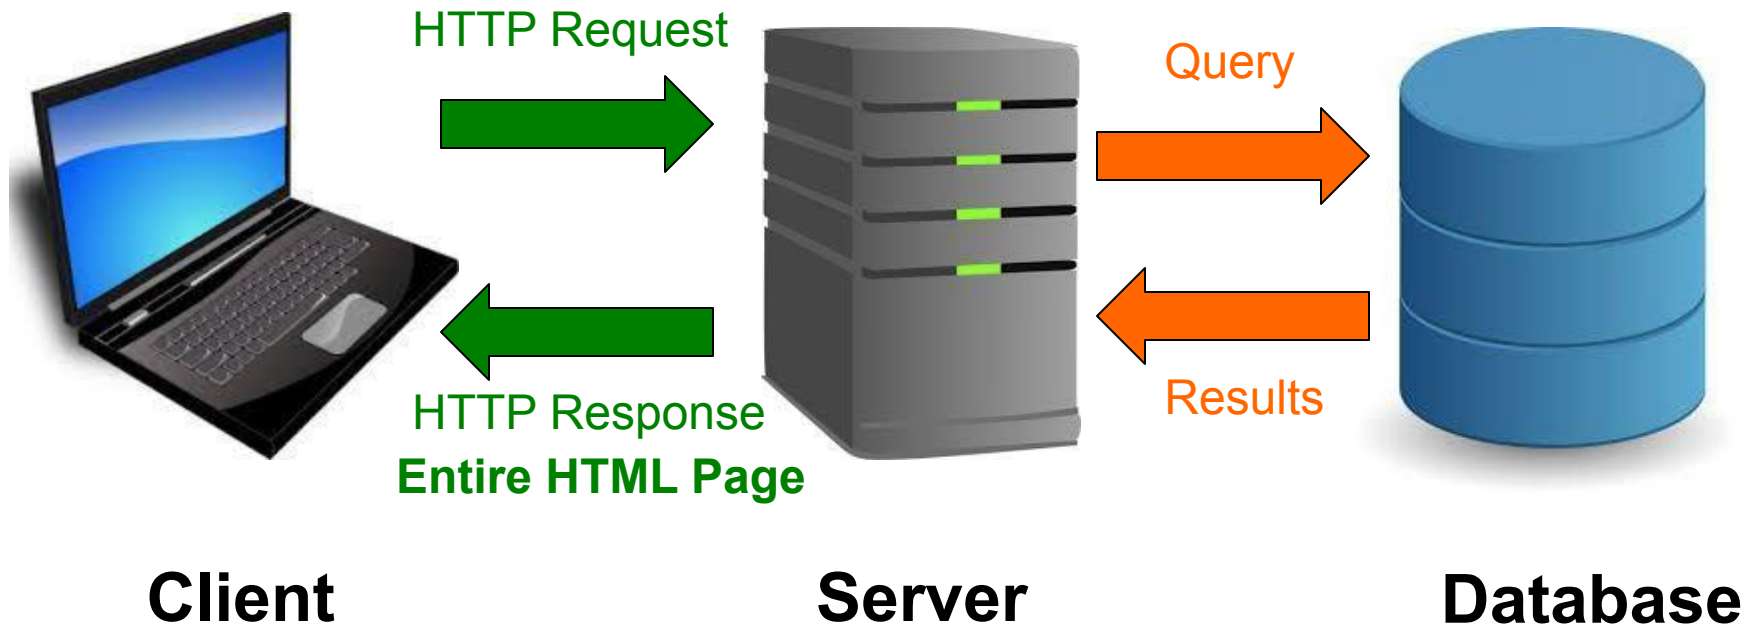 HTTP Request
Query
HTTP Response
Entire HTML Page
Results
Client
Server
Database